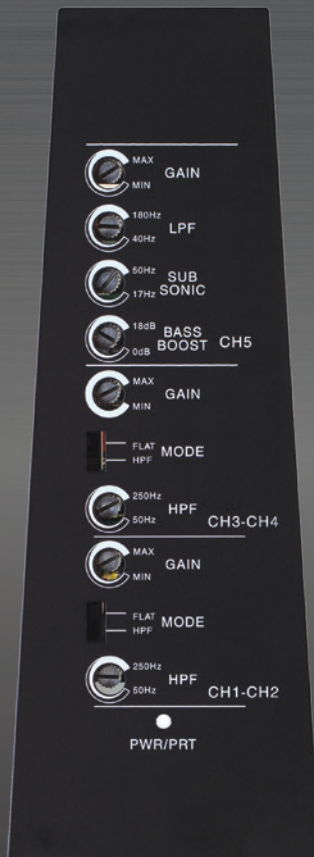 MAX
GAIN
MIN
180Hz
LPF
40Hz
50Hz
SUB
SONIC
17Hz
18dB
BASS
BOOST CH5
0dB
MAX
GAIN
MIN
FLAT
MODE
HPF
250Hz
HPF
50Hz
CH3-CH4
MAX
GAIN
MIN
FLAT
MODE
HPF
250Hz
HPF
50Hz
CH1-CH2
PWR/PRT